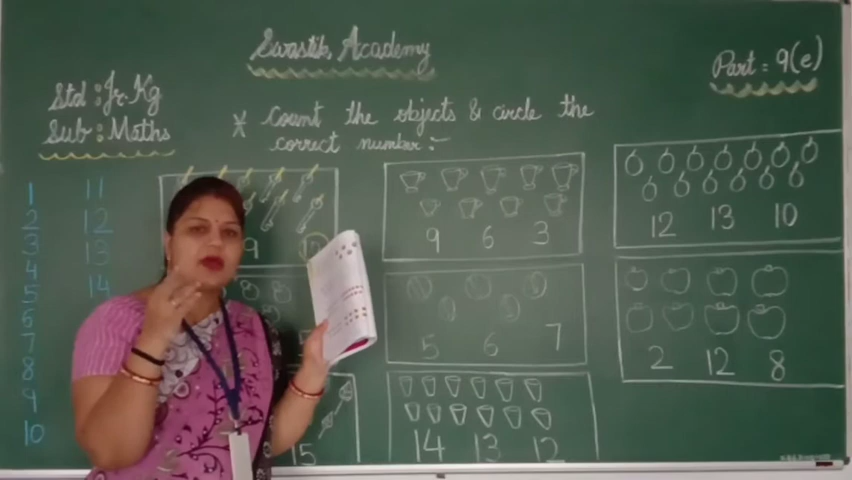 Swastik Academy
Part : 9(e)
Std : Jr. Kg
Sub : Maths
* Count the objects & circle the
correct number :-
1
2
3
4
5
6
7
8
9
10
11
12
13
14
9
9 6 3
12 13 10
5 6 7
2 12 8
15
14 13 12